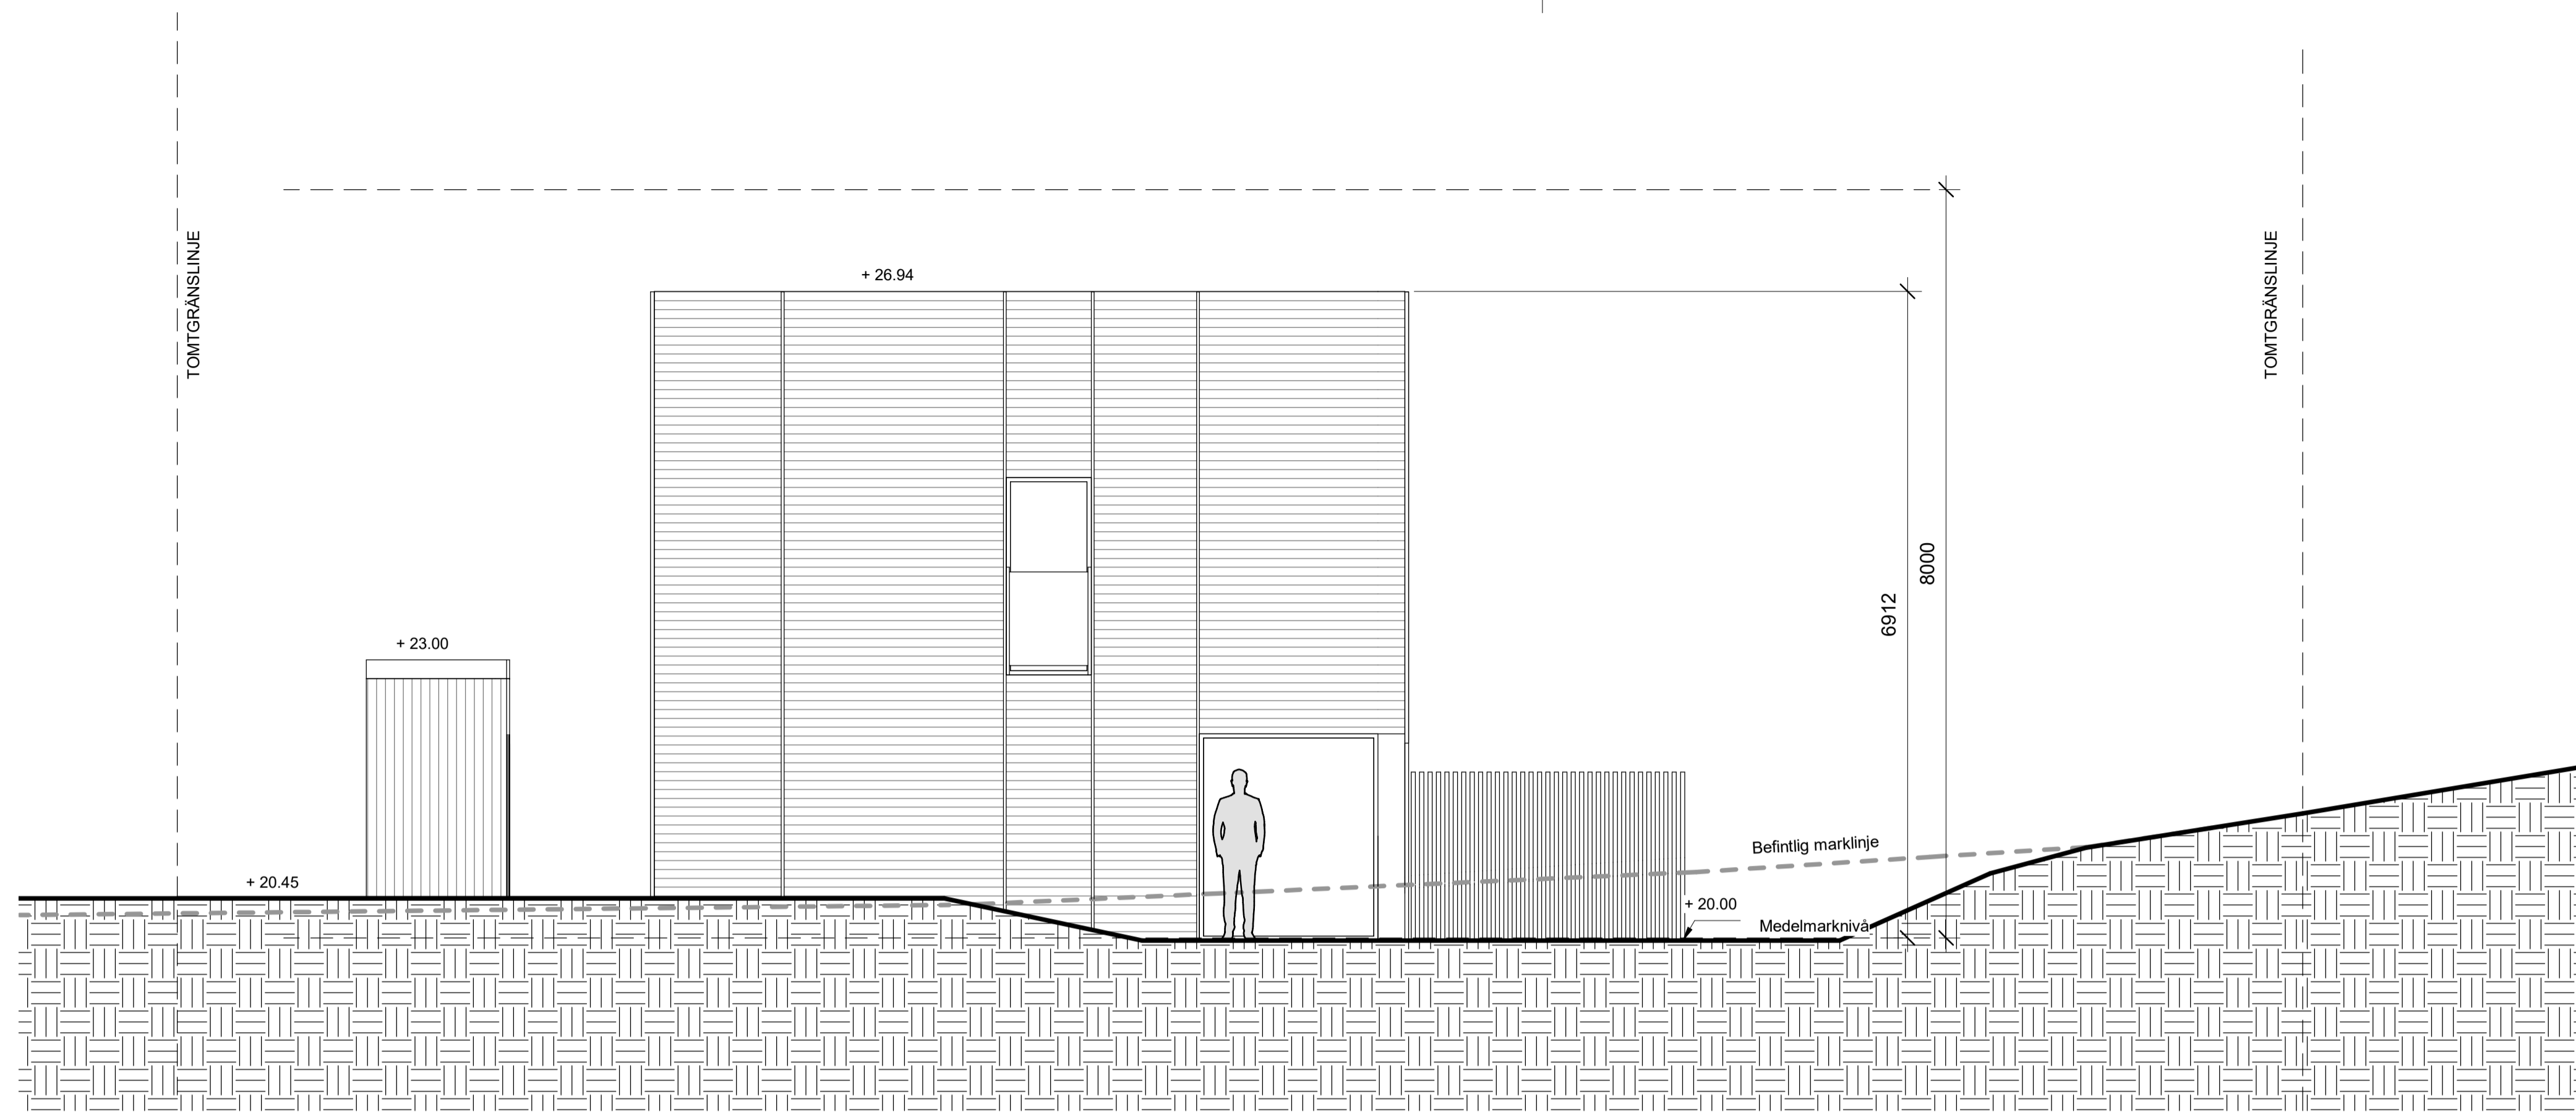 TOMTGRÄNSLINJE
TOMTGRÄNSLINJE
+ 26.94
8000
6912
+ 23.00
Befintlig marklinje
+ 20.45
+ 20.00
Medelmarknivå